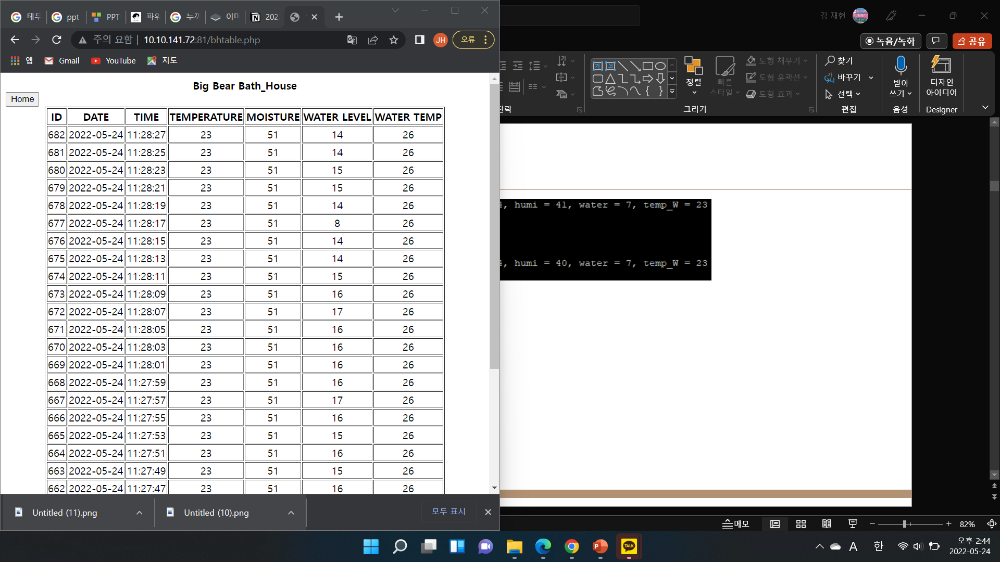 테두
ppt
PPT
파우
누끼
이미
202
주의 요함 | 10.10.141.72:81/bhtable.php
JH
오류
앱
Gmail
YouTube
지도
Big Bear Bath_House
Home
ID DATE TIME TEMPERATURE MOISTURE WATER LEVEL WATER TEMP
682 2022-05-24 11:28:27 23 51 14 26
681 2022-05-24 11:28:25 23 51 14 26
680 2022-05-24 11:28:23 23 51 15 26
679 2022-05-24 11:28:21 23 51 15 26
678 2022-05-24 11:28:19 23 51 14 26
677 2022-05-24 11:28:17 23 51 8 26
676 2022-05-24 11:28:15 23 51 14 26
675 2022-05-24 11:28:13 23 51 14 26
674 2022-05-24 11:28:11 23 51 15 26
673 2022-05-24 11:28:09 23 51 16 26
672 2022-05-24 11:28:07 23 51 17 26
671 2022-05-24 11:28:05 23 51 16 26
670 2022-05-24 11:28:03 23 51 16 26
669 2022-05-24 11:28:01 23 51 16 26
668 2022-05-24 11:27:59 23 51 16 26
667 2022-05-24 11:27:57 23 51 17 26
666 2022-05-24 11:27:55 23 51 16 26
665 2022-05-24 11:27:53 23 51 15 26
664 2022-05-24 11:27:51 23 51 16 26
663 2022-05-24 11:27:49 23 51 15 26
662 2022-05-24 11:27:47 23 51 16 26
Untitled (11).png
Untitled (10).png
모두 표시
김 재현
녹음/녹화
공유
정렬
빠른
스타일
도형 채우기
도형 윤곽선
도형 효과
찾기
바꾸기
선택
받아
쓰기
디자인
아이디어
단락
그리기
편집
음성
Designer
4, humi = 41, water = 7, temp_W = 23
4, humi = 40, water = 7, temp_W = 23
메모
82%
TALK
A
한
오후 2:44
2022-05-24